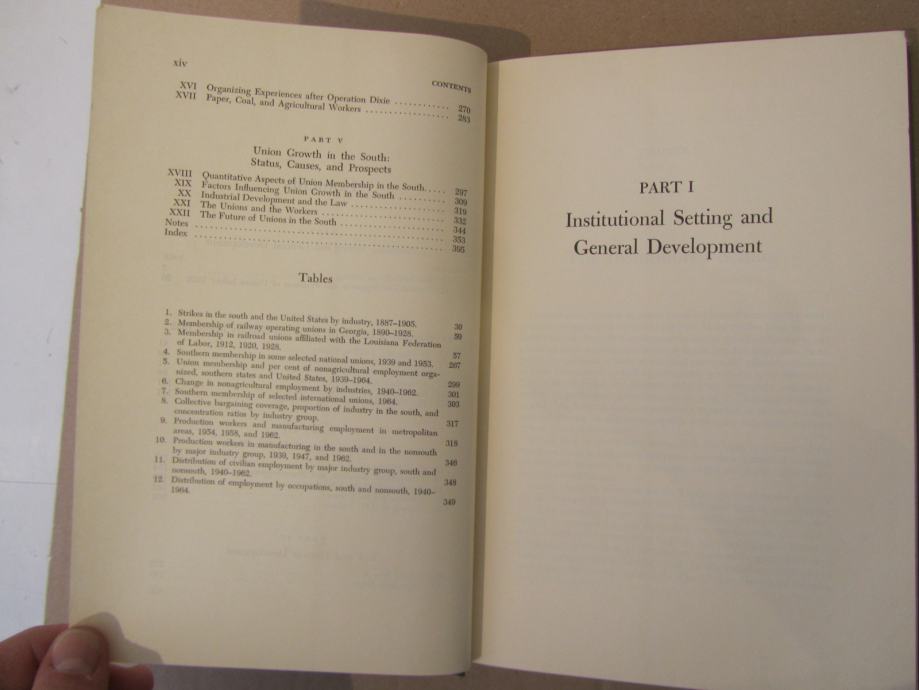 xiv
CONTENTS
XVI Organizing Experiences after Operation Dixie ............ 270
XVII Paper, Coal, and Agricultural Workers .................. 283
PART V
Union Growth in the South:
Status, Causes, and Prospects
XVIII Quantitative Aspects of Union Membership in the South..... 297
XIX Factors Influencing Union Growth in the South .......... 309
XX Industrial Development and the Law .................... 319
XXI The Unions and the Workers .......................... 332
XXII The Future of Unions in the South ..................... 344
Notes .................................................. 353
Index .................................................. 395
Tables
1. Strikes in the south and the United States by industry, 1887–1905. 30
2. Membership of railway operating unions in Georgia, 1890–1928. 50
3. Membership in railroad unions affiliated with the Louisiana Federation
of Labor, 1912, 1920, 1928. 57
4. Southern membership in some selected national unions, 1939 and 1953. 267
5. Union membership and per cent of nonagricultural employment orga-
nized, southern states and United States, 1939–1964. 299
6. Change in nonagricultural employment by industries, 1940–1962. 301
7. Southern membership of selected international unions, 1964. 303
8. Collective bargaining coverage, proportion of industry in the south, and
concentration ratios by industry group. 317
9. Production workers and manufacturing employment in metropolitan
areas, 1954, 1958, and 1962. 318
10. Production workers in manufacturing in the south and in the nonsouth
by major industry group, 1939, 1947, and 1962. 346
11. Distribution of civilian employment by major industry group, south and
nonsouth, 1940–1962. 348
12. Distribution of employment by occupations, south and nonsouth, 1940–
1964. 349
PART I
Institutional Setting and
General Development